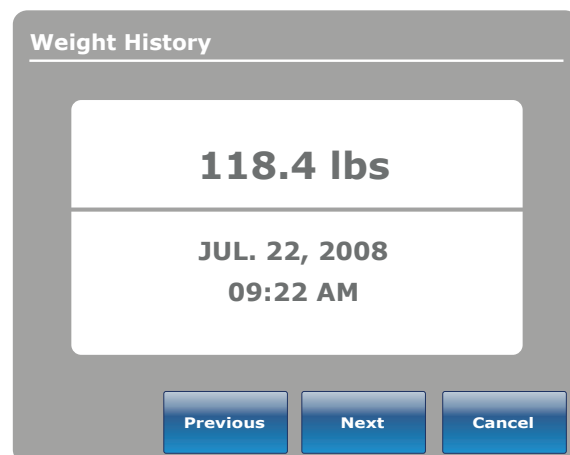 Weight History
118.4 lbs
JUL. 22, 2008
09:22 AM
Previous Next Cancel